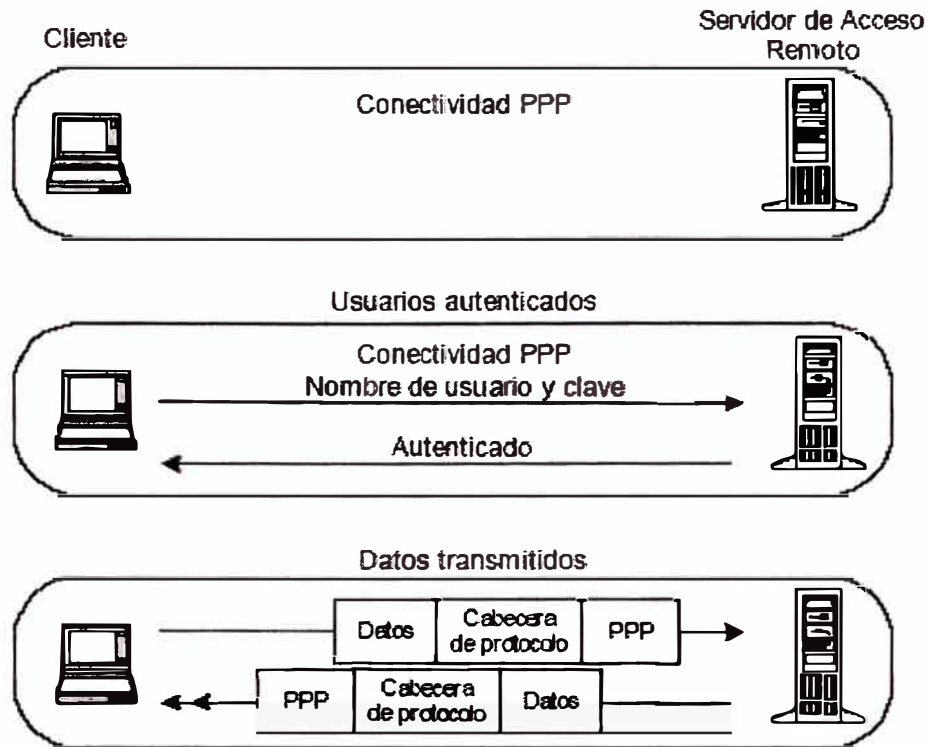 Cliente
Servidor de Acceso
Remoto
Conectividad PPP
Usuarios autenticados
Conectividad PPP
Nombre de usuario y clave
Autenticado
Datos transmitidos
Datos
Cabecera
de protocolo
PPP
PPP
Cabecera
de protocolo
Datos